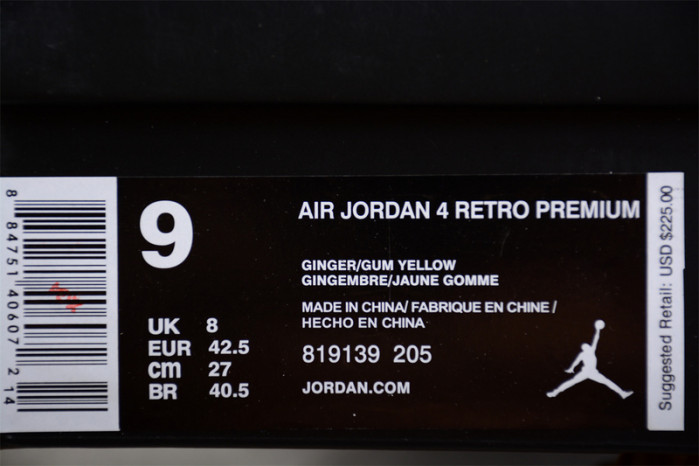 8 84751 40607 2 14
9
UK 8
EUR 42.5
cm 27
BR 40.5
AIR JORDAN 4 RETRO PREMIUM
GINGER/GUM YELLOW
GINGEMBRE/JAUNE GOMME
MADE IN CHINA/ FABRIQUE EN CHINE /
HECHO EN CHINA
819139 205
JORDAN.COM
Suggested Retail: USD $225.00